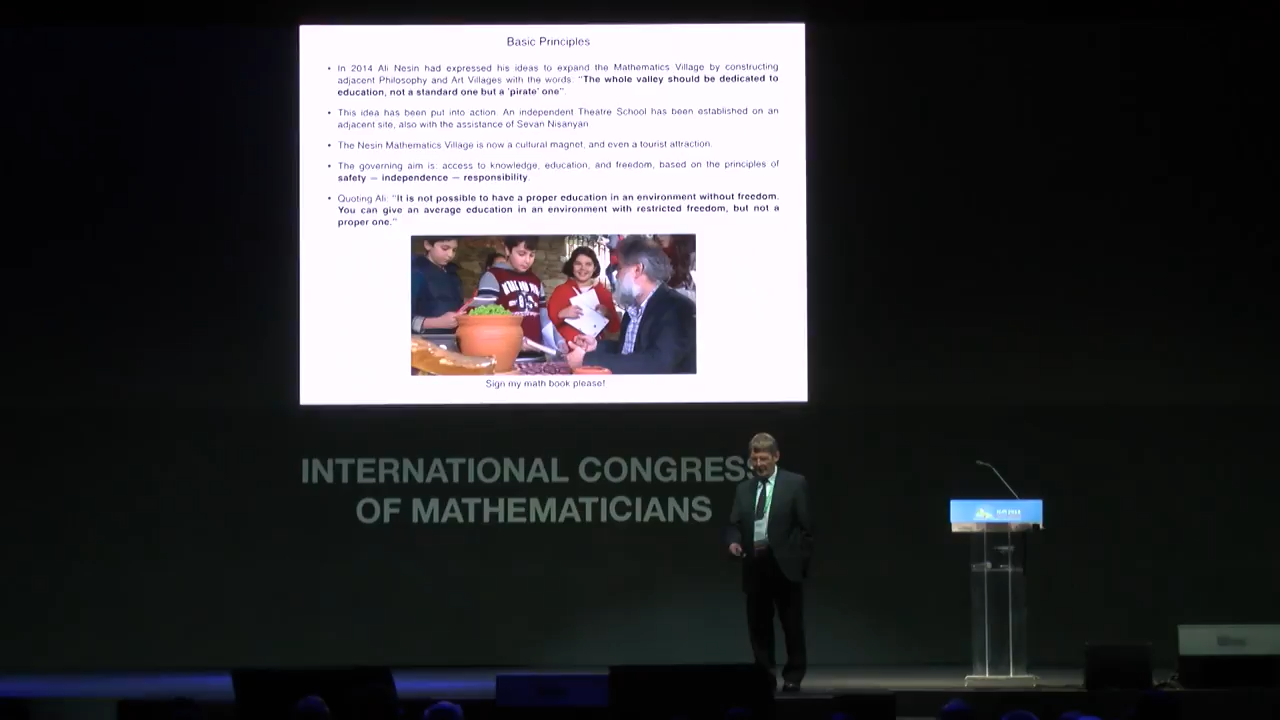 Basic Principles
• In 2014 Ali Nesin had expressed his ideas to expand the Mathematics Village by constructing
adjacent Philosophy and Art Villages with the words: "The whole valley should be dedicated to
education, not a standard one but a 'pirate' one".
• This idea has been put into action. An independent Theatre School has been established on an
adjacent site, also with the assistance of Sevan Nisanyan.
• The Nesin Mathematics Village is now a cultural magnet, and even a tourist attraction.
• The governing aim is: access to knowledge, education, and freedom, based on the principles of
safety — independence — responsibility.
• Quoting Ali: "It is not possible to have a proper education in an environment without freedom.
You can give an average education in an environment with restricted freedom, but not a
proper one."
Sign my math book please!
INTERNATIONAL CONGRESS
OF MATHEMATICIANS